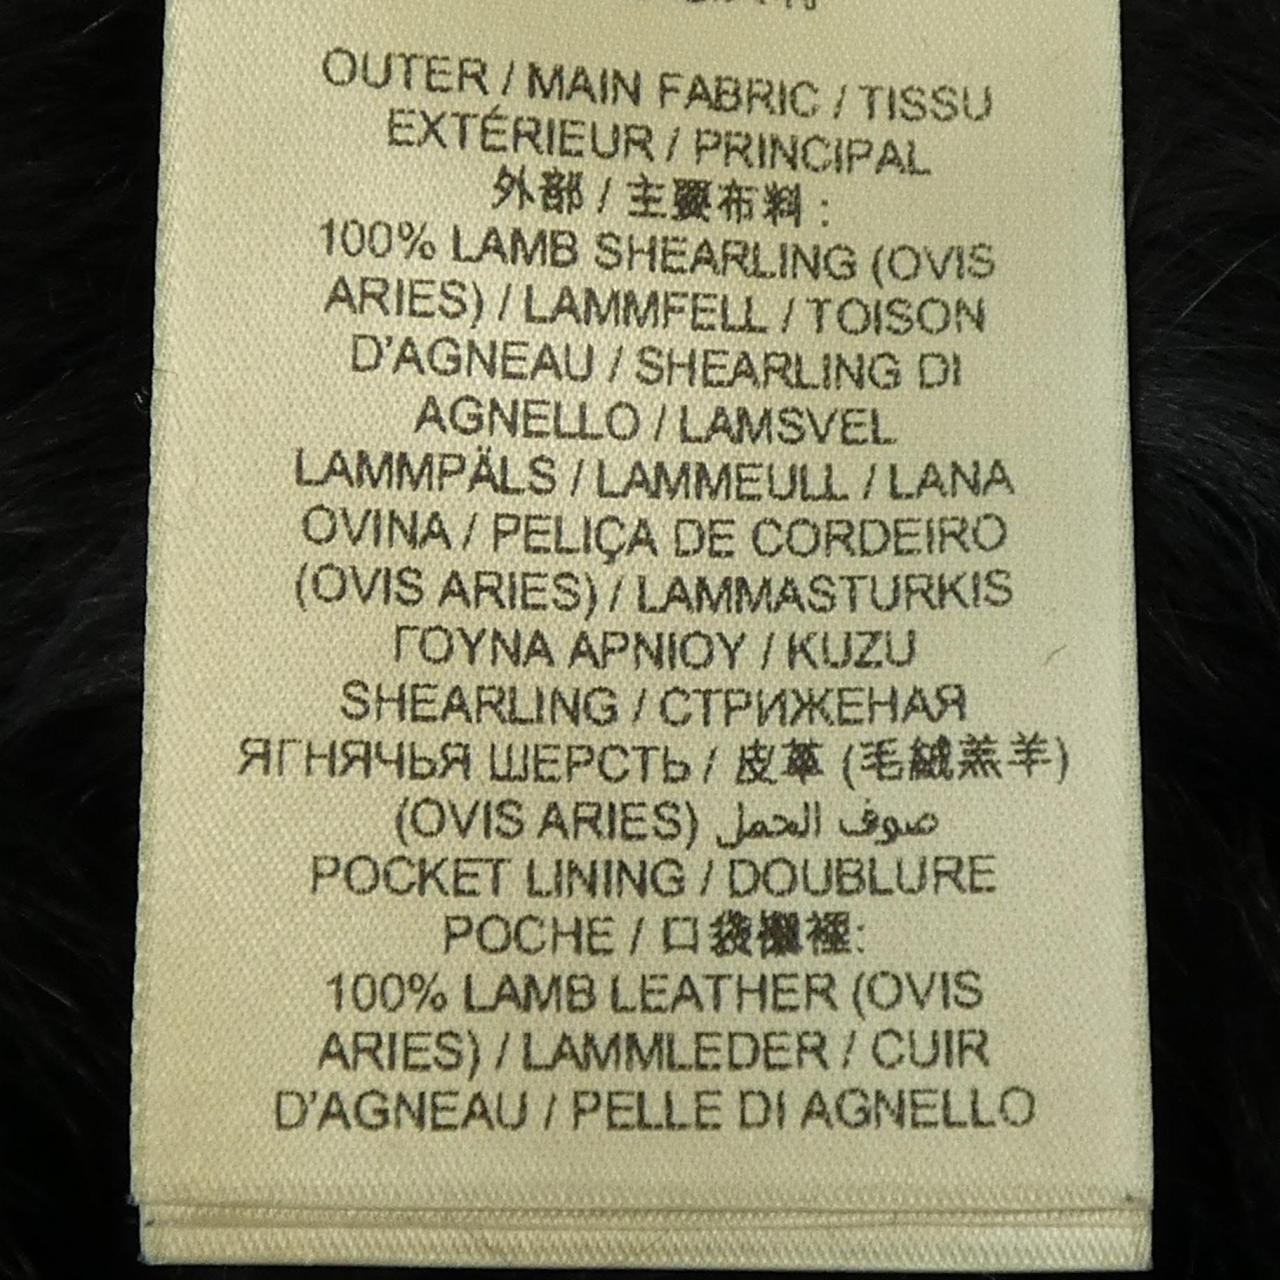 OUTER / MAIN FABRIC / TISSU
EXTÉRIEUR / PRINCIPAL
外部 / 主要布料 :
100% LAMB SHEARLING (OVIS
ARIES) / LAMMFELL / TOISON
D'AGNEAU / SHEARLING DI
AGNELLO / LAMSVEL
LAMMPÄLS / LAMMEULL / LANA
OVINA / PELIÇA DE CORDEIRO
(OVIS ARIES) / LAMMASTURKIS
ΓΟΥΝΑ ΑΡΝΙΟΥ / KUZU
SHEARLING / СТРИЖЕНАЯ
ЯГНЯЧЬЯ ШЕРСТЬ / 皮革 (毛絨羔羊)
(OVIS ARIES) صوف الحمل
POCKET LINING / DOUBLURE
POCHE / 口袋襯裡:
100% LAMB LEATHER (OVIS
ARIES) / LAMMLEDER / CUIR
D'AGNEAU / PELLE DI AGNELLO